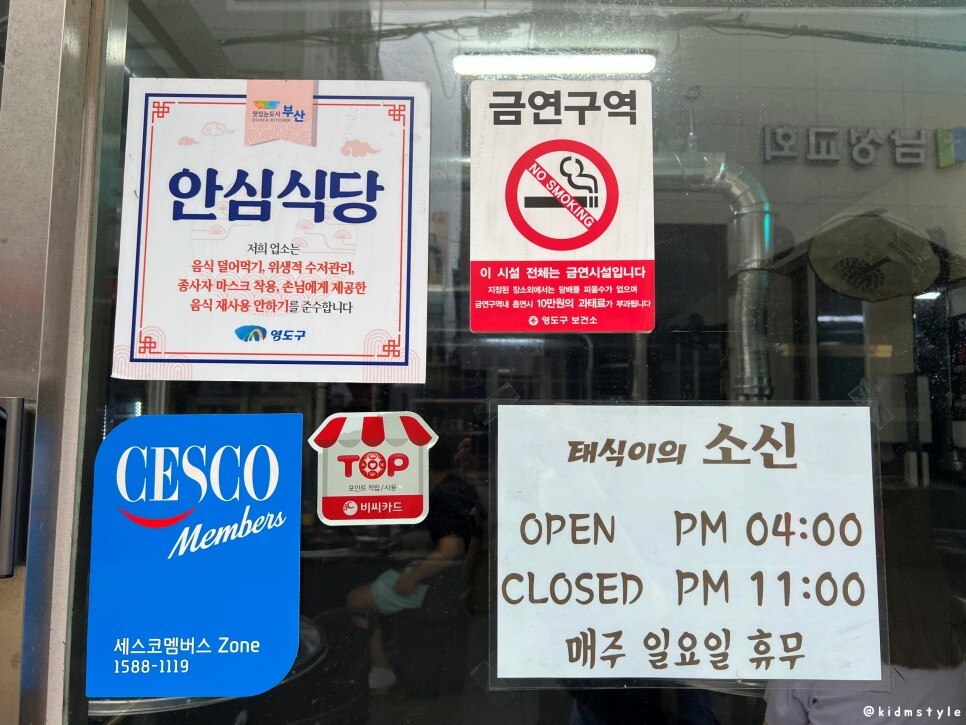 맛있는도시 부산
KOREA KITCHEN
안심식당
저희 업소는
음식 덜어먹기, 위생적 수저관리,
종사자 마스크 착용, 손님에게 제공한
음식 재사용 안하기를 준수합니다
영도구
금연구역
NO SMOKING
이 시설 전체는 금연시설입니다
지정된 장소외에서는 담배를 피울수가 없으며
금연구역내 흡연시 10만원의 과태료가 부과됩니다
영도구 보건소
남성교회
CESCO
Members
세스코멤버스 Zone
1588-1119
TOP
포인트 적립/사용
비씨카드
태식이의 소신
OPEN PM 04:00
CLOSED PM 11:00
매주 일요일 휴무
@kidmstyle